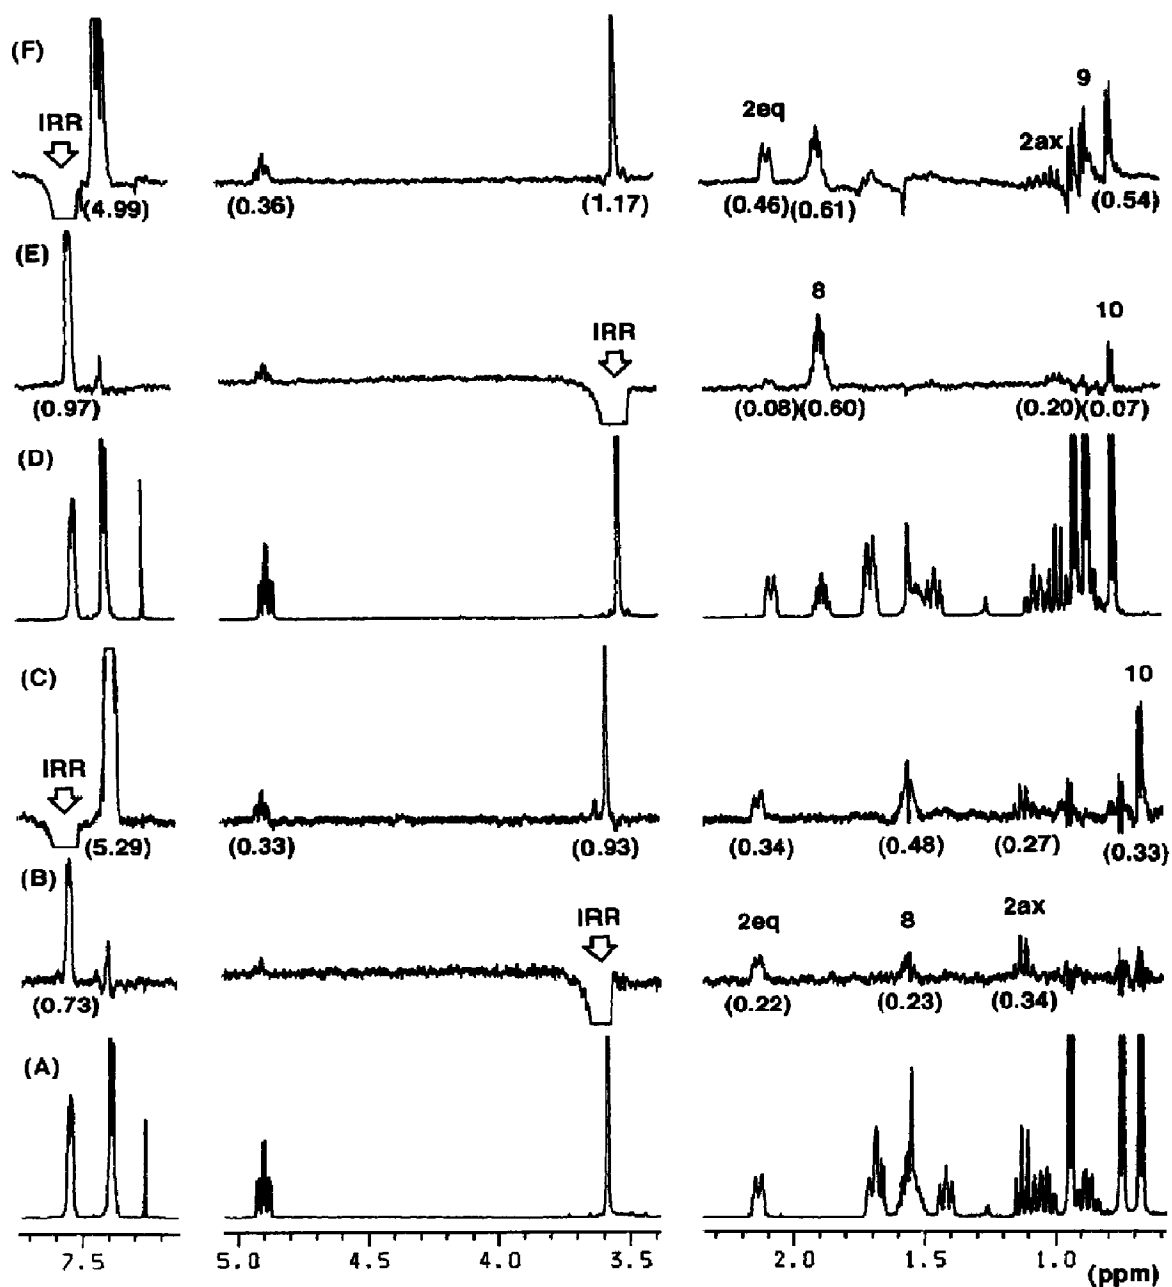 (F)
9
2eq
IRR
2ax
(4.99) (0.36) (1.17) (0.46) (0.61) (0.54)
(E)
8
10
IRR
(0.97) (0.08) (0.60) (0.20) (0.07)
(D)
(C)
10
IRR
(5.29) (0.33) (0.93) (0.34) (0.48) (0.27) (0.33)
(B)
IRR 2eq 8 2ax
(0.73) (0.22) (0.23) (0.34)
(A)
7.5 5.0 4.5 4.0 3.5 2.0 1.5 1.0 (ppm)